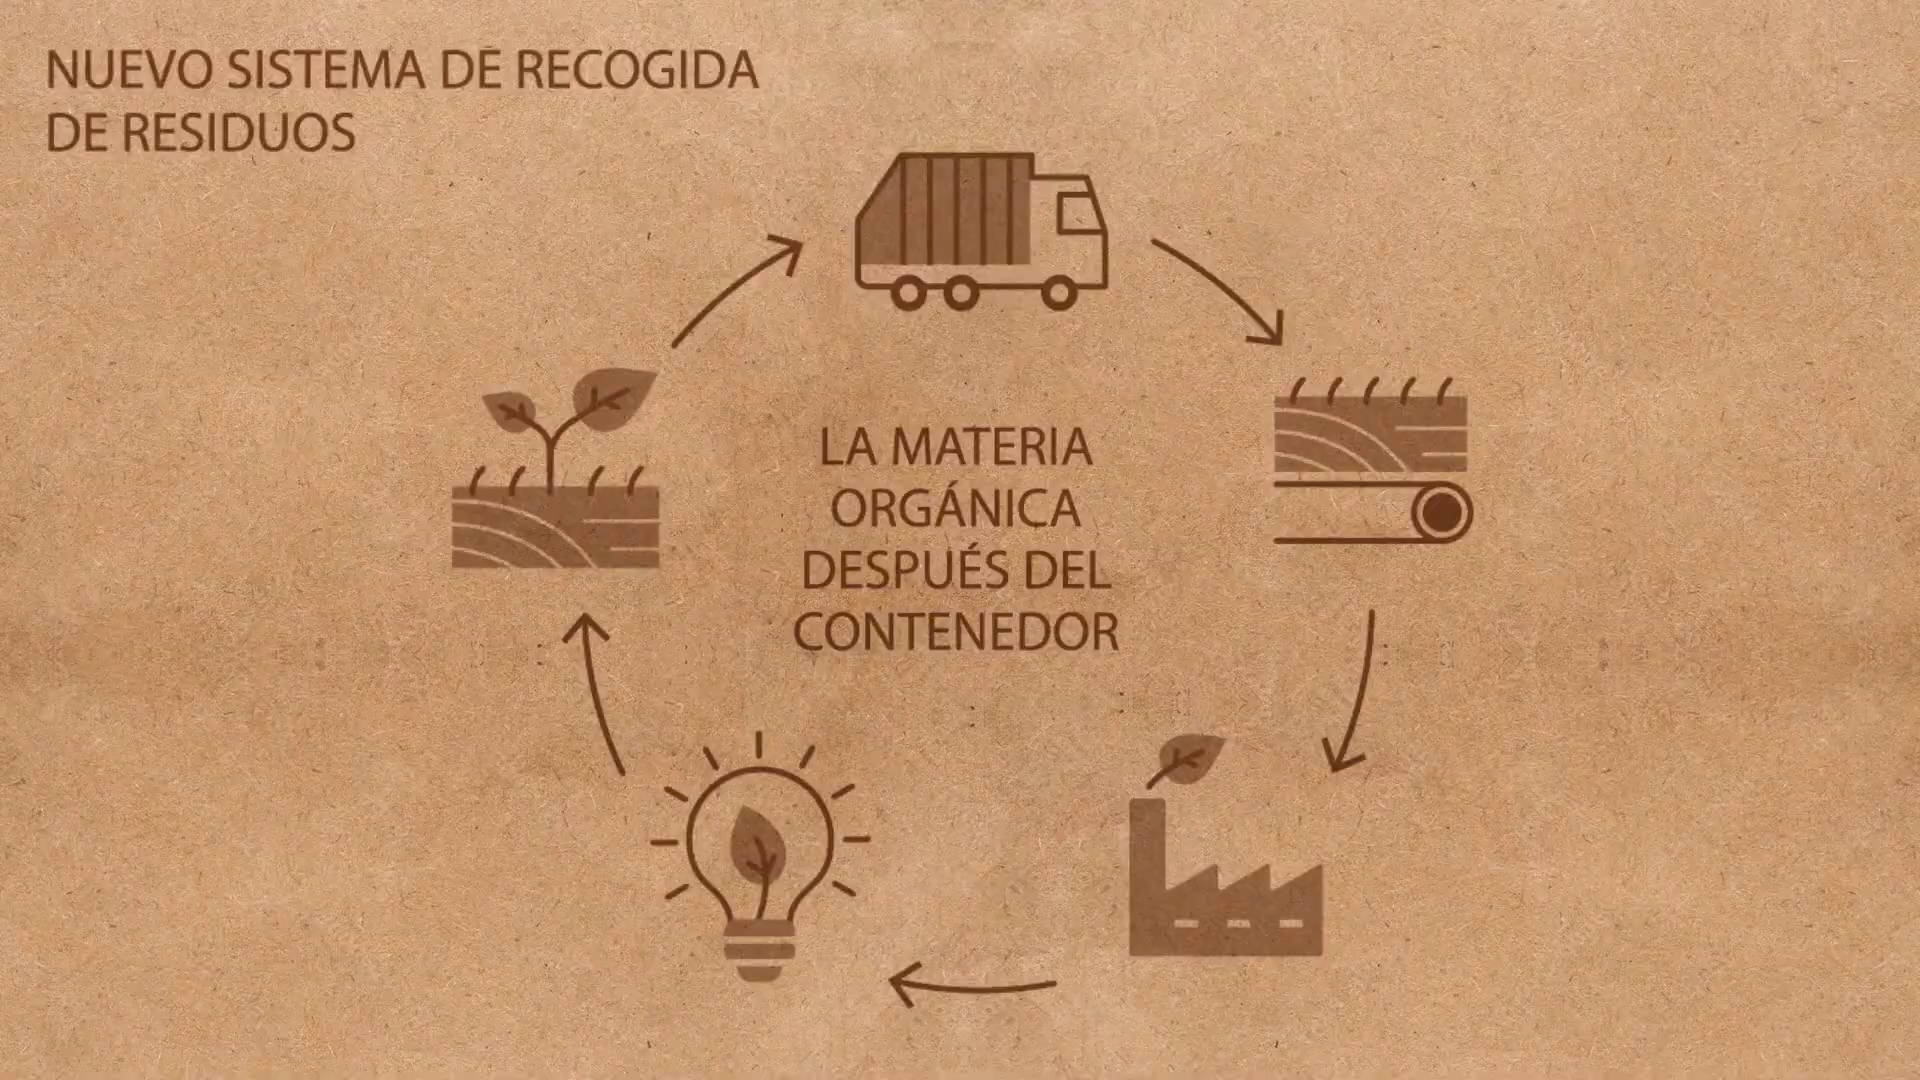 NUEVO SISTEMA DE RECOGIDA
DE RESIDUOS
LA MATERIA
ORGÁNICA
DESPUÉS DEL
CONTENEDOR